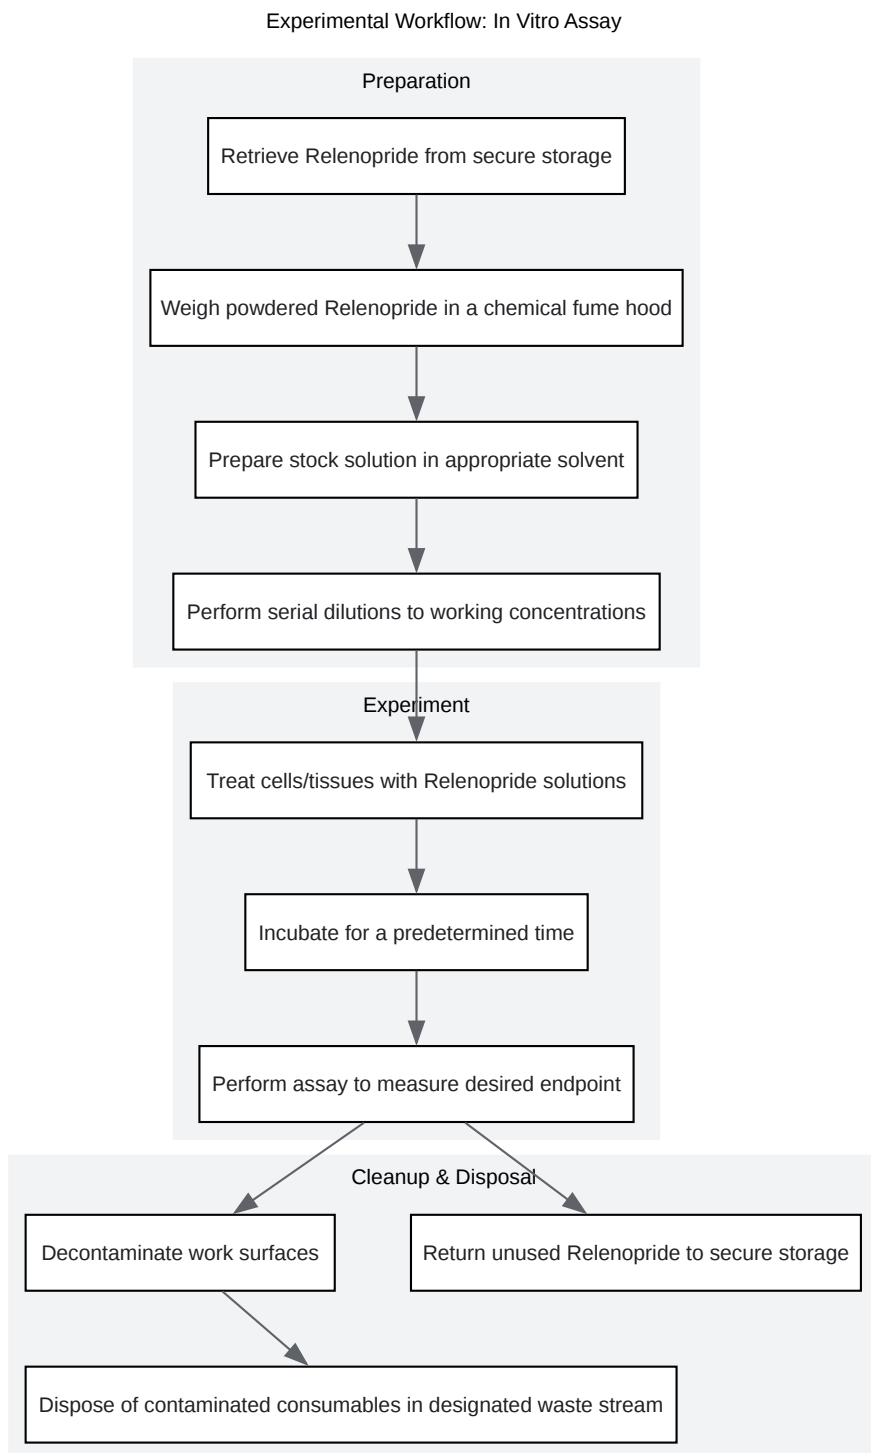 Experimental Workflow: In Vitro Assay
Preparation
Retrieve Relenopride from secure storage
Weigh powdered Relenopride in a chemical fume hood
Prepare stock solution in appropriate solvent
Perform serial dilutions to working concentrations
Experiment
Treat cells/tissues with Relenopride solutions
Incubate for a predetermined time
Perform assay to measure desired endpoint
Cleanup & Disposal
Decontaminate work surfaces
Return unused Relenopride to secure storage
Dispose of contaminated consumables in designated waste stream